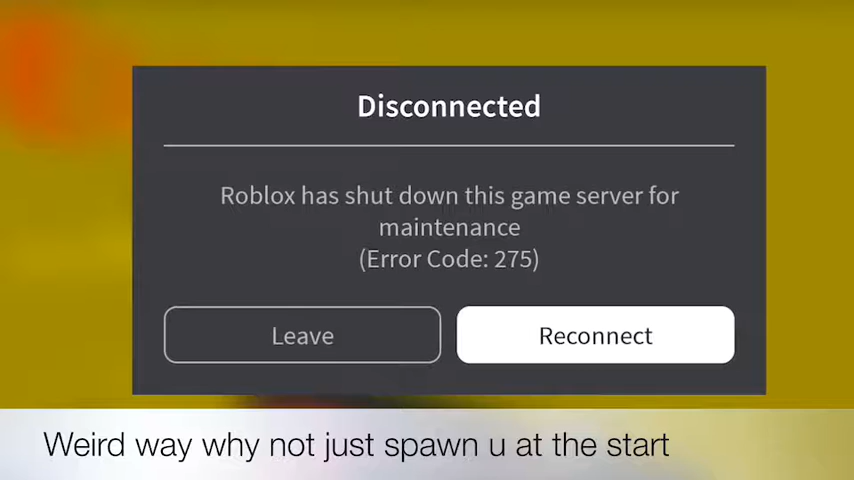 Disconnected
Roblox has shut down this game server for
maintenance
(Error Code: 275)
Leave
Reconnect
Weird way why not just spawn u at the start